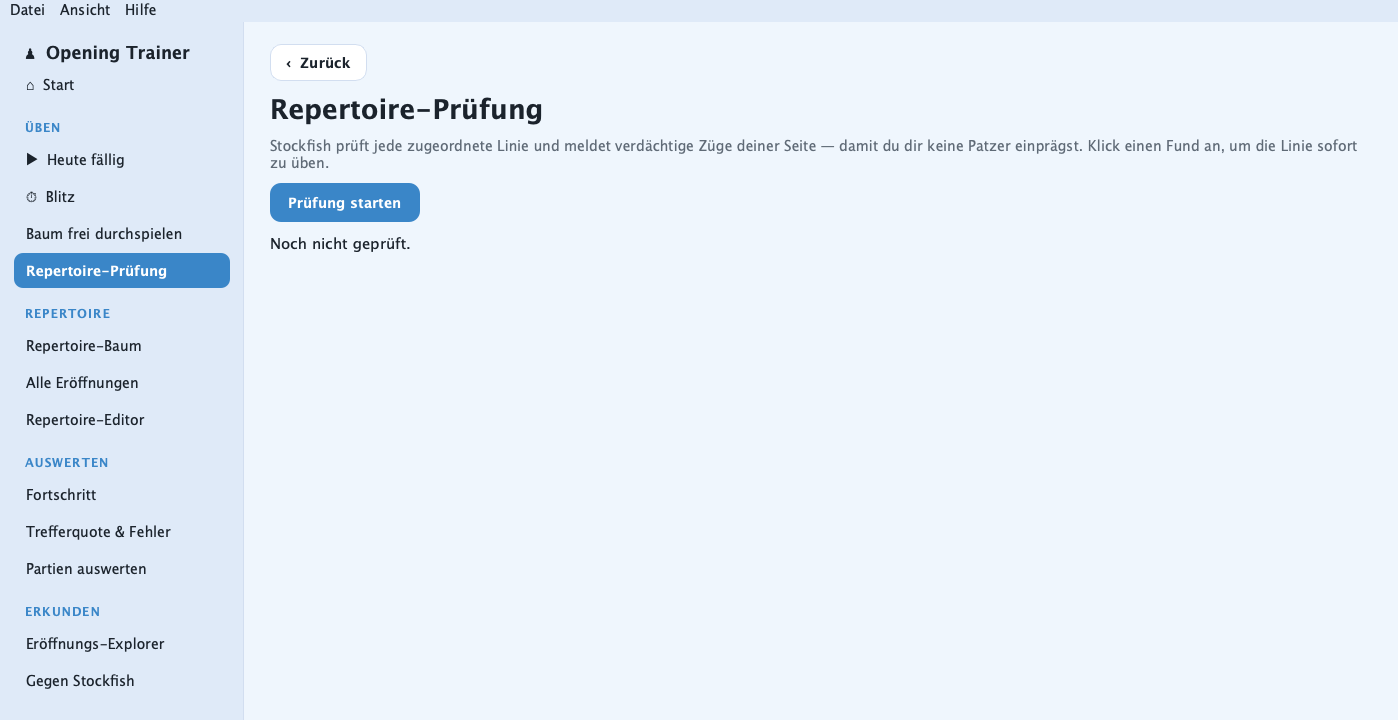 Datei Ansicht Hilfe
♟ Opening Trainer
⌂ Start
ÜBEN
▶ Heute fällig
⏱ Blitz
Baum frei durchspielen
Repertoire-Prüfung
REPERTOIRE
Repertoire-Baum
Alle Eröffnungen
Repertoire-Editor
AUSWERTEN
Fortschritt
Trefferquote & Fehler
Partien auswerten
ERKUNDEN
Eröffnungs-Explorer
Gegen Stockfish
‹ Zurück
Repertoire-Prüfung
Stockfish prüft jede zugeordnete Linie und meldet verdächtige Züge deiner Seite — damit du dir keine Patzer einprägst. Klick einen Fund an, um die Linie sofort
zu üben.
Prüfung starten
Noch nicht geprüft.